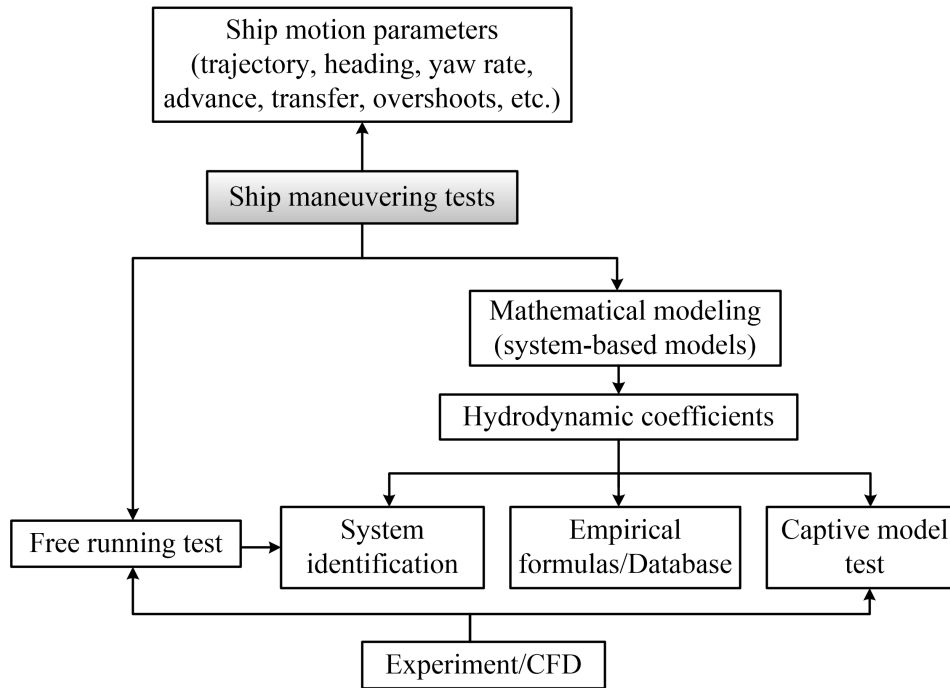 Ship motion parameters
(trajectory, heading, yaw rate,
advance, transfer, overshoots, etc.)
Ship maneuvering tests
Mathematical modeling
(system-based models)
Hydrodynamic coefficients
Free running test
System
identification
Empirical
formulas/Database
Captive model
test
Experiment/CFD